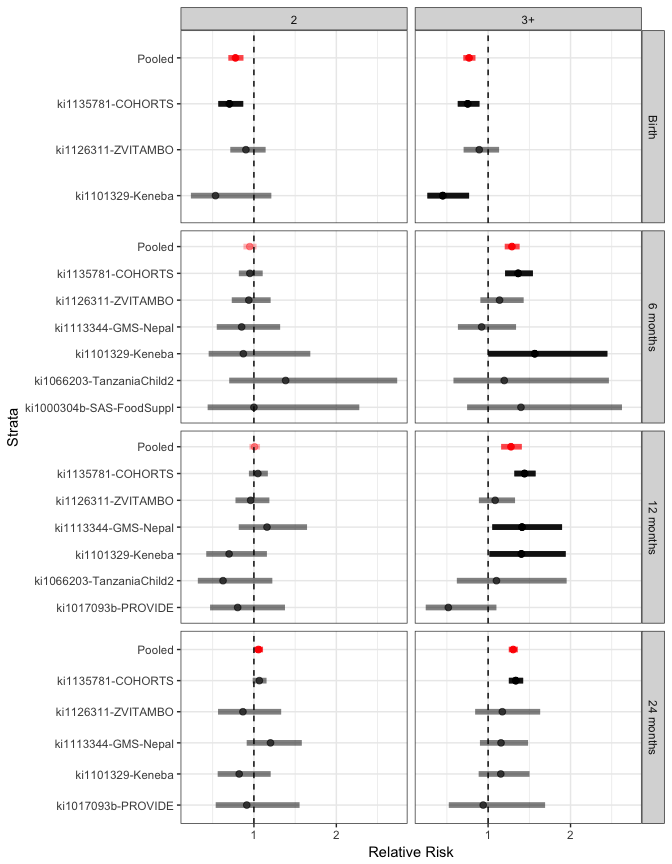 2
3+
Pooled
ki1135781-COHORTS
ki1126311-ZVITAMBO
ki1101329-Keneba
Birth
Pooled
ki1135781-COHORTS
ki1126311-ZVITAMBO
ki1113344-GMS-Nepal
ki1101329-Keneba
ki1066203-TanzaniaChild2
ki1000304b-SAS-FoodSuppl
6 months
Strata
Pooled
ki1135781-COHORTS
ki1126311-ZVITAMBO
ki1113344-GMS-Nepal
ki1101329-Keneba
ki1066203-TanzaniaChild2
ki1017093b-PROVIDE
12 months
Pooled
ki1135781-COHORTS
ki1126311-ZVITAMBO
ki1113344-GMS-Nepal
ki1101329-Keneba
ki1017093b-PROVIDE
24 months
1 2 1 2
Relative Risk